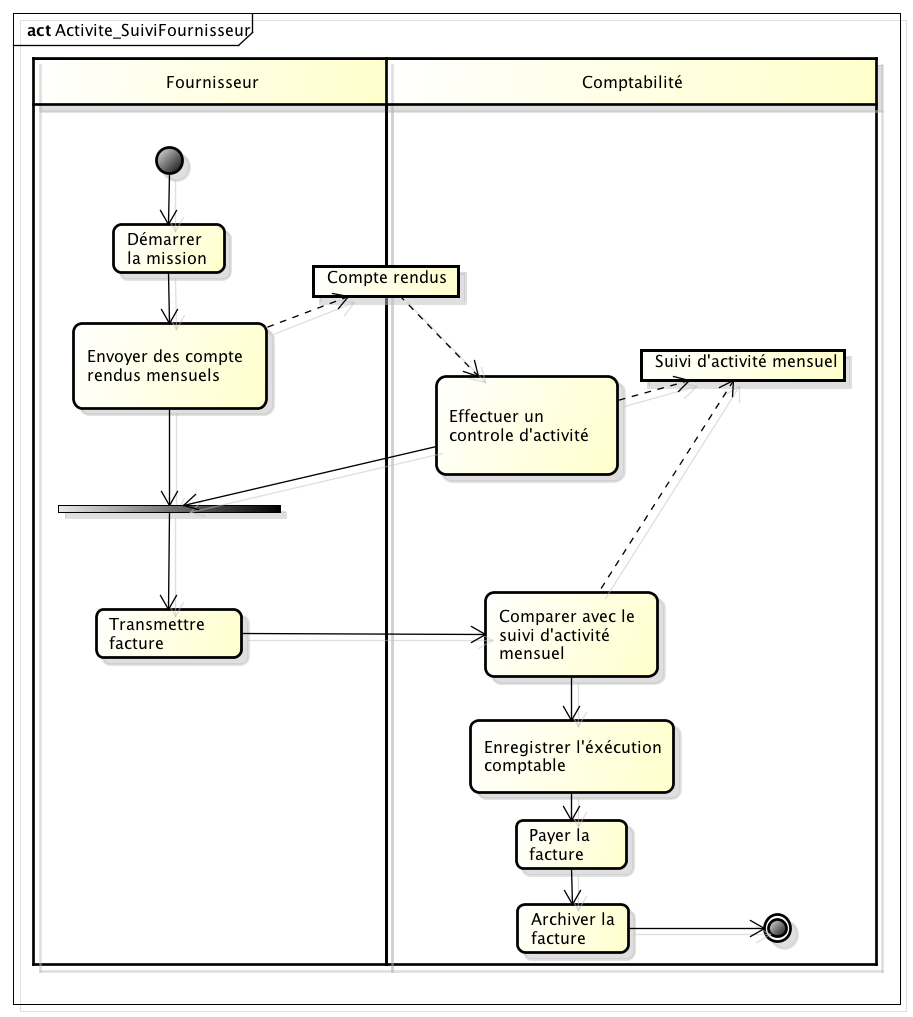 act Activite_SuiviFournisseur
Fournisseur
Comptabilité
Démarrer
la mission
Compte rendus
Envoyer des compte
rendus mensuels
Suivi d'activité mensuel
Effectuer un
controle d'activité
Transmettre
facture
Comparer avec le
suivi d'activité
mensuel
Enregistrer l'éxécution
comptable
Payer la
facture
Archiver la
facture